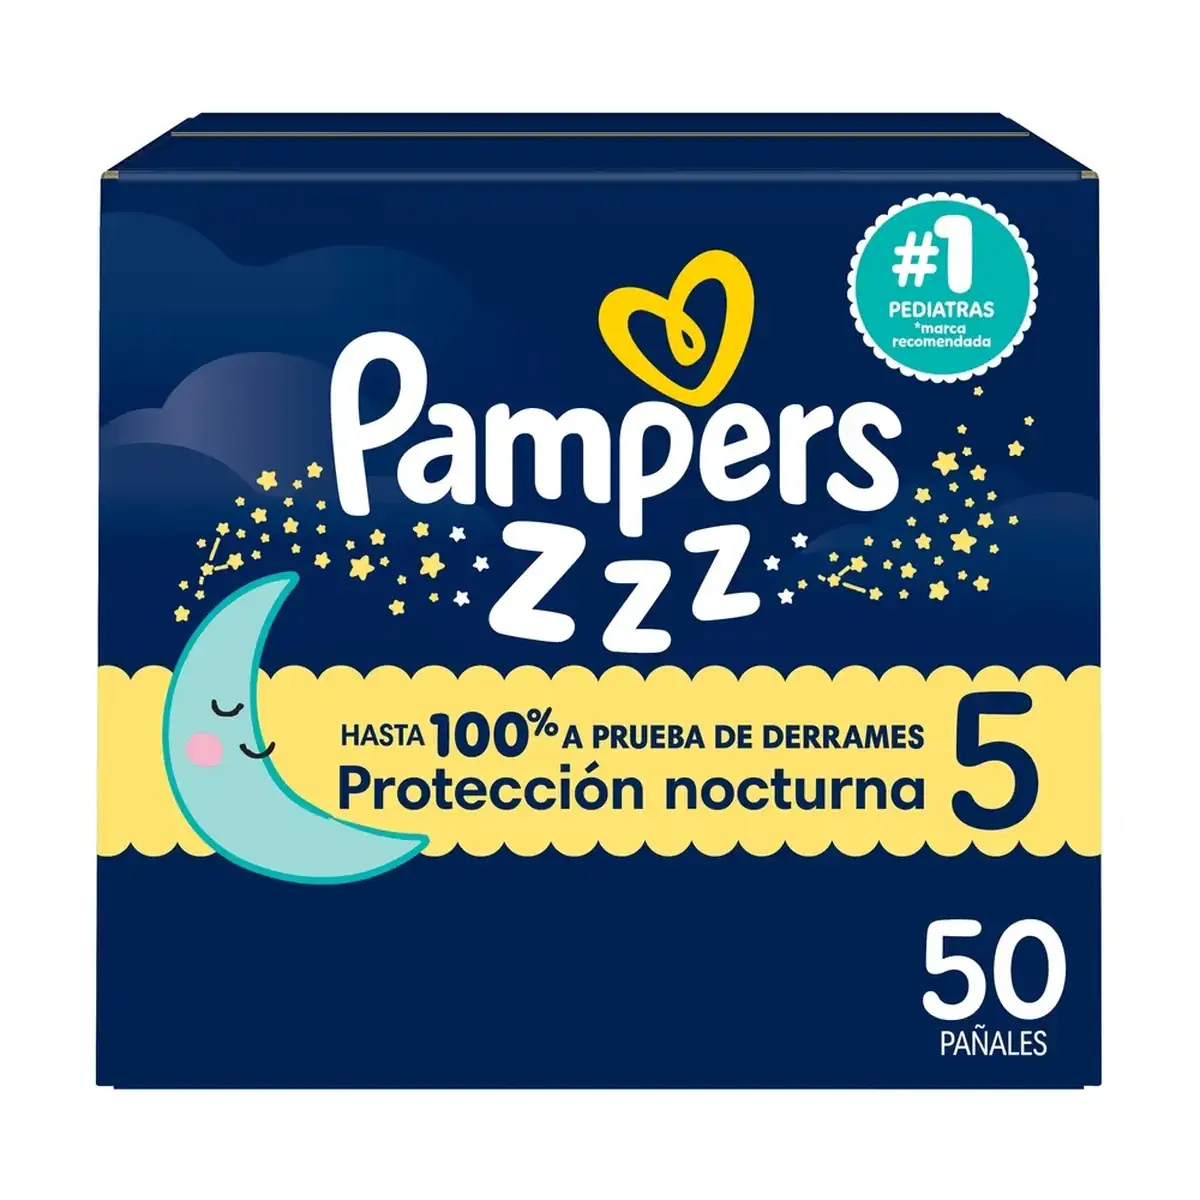 #1
PEDIATRAS
*marca
recomendada
Pampers
zzz
HASTA 100% A PRUEBA DE DERRAMES
Protección nocturna
5
50
PAÑALES